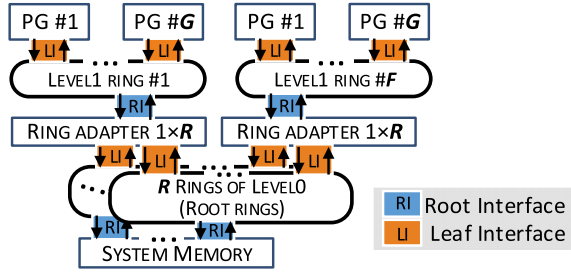 PG #1 PG #G PG #1 PG #G
LI ... LI LI ... LI
LEVEL1 RING #1 LEVEL1 RING #F
RI RI
RING ADAPTER 1×R RING ADAPTER 1×R
LI LI ... LI LI
... R RINGS OF LEVEL0
(ROOT RINGS)
RI ... RI
SYSTEM MEMORY
RI Root Interface
LI Leaf Interface